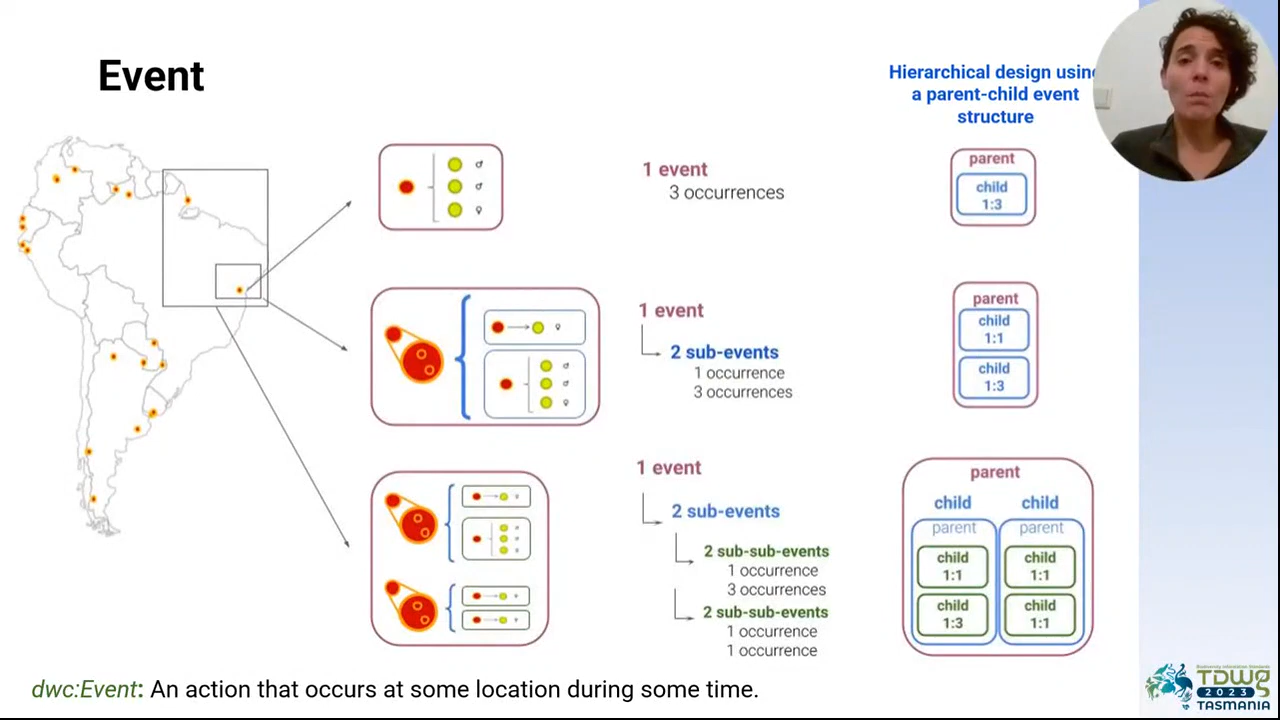 Event
Hierarchical design using
a parent-child event
structure
1 event
3 occurrences
parent
child
1:3
1 event
2 sub-events
1 occurrence
3 occurrences
parent
child
1:1
child
1:3
1 event
2 sub-events
2 sub-sub-events
1 occurrence
3 occurrences
2 sub-sub-events
1 occurrence
1 occurrence
parent
child child
parent parent
child child
1:1 1:1
child child
1:3 1:1
dwc:Event: An action that occurs at some location during some time.
Biodiversity Information Standards
TDWG
2023
TASMANIA